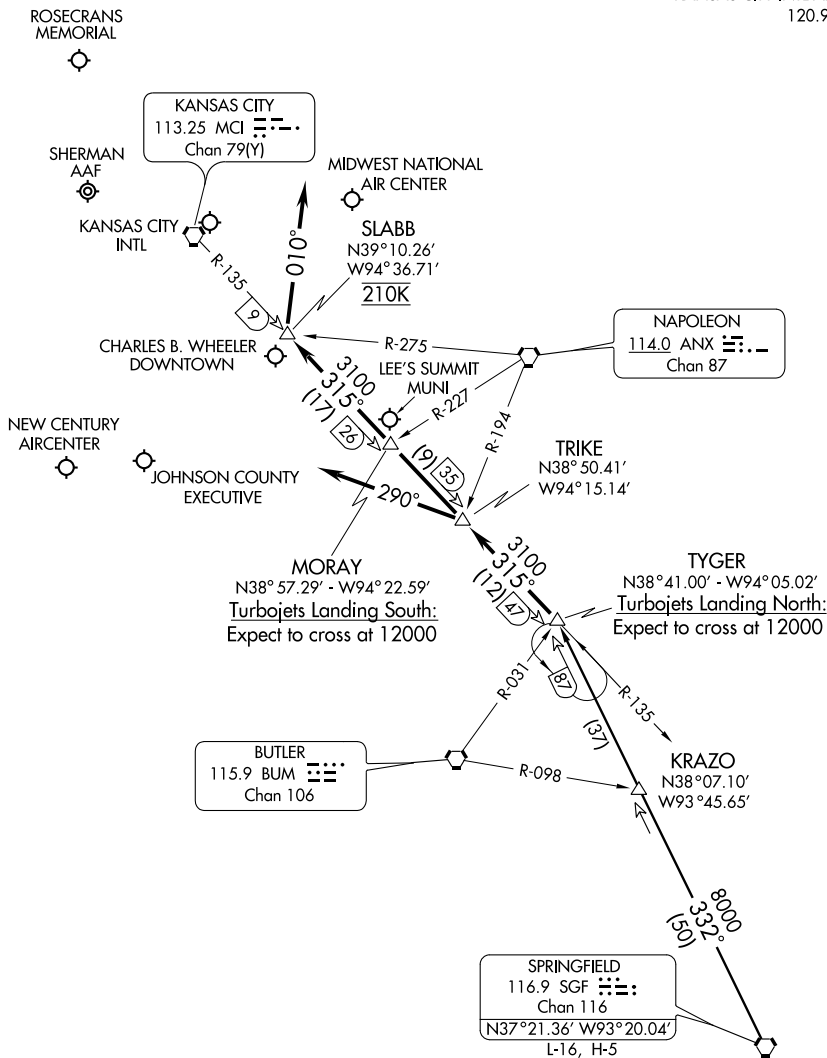 120.9
ROSECRANS
MEMORIAL
KANSAS CITY
113.25 MCI
Chan 79(Y)
SHERMAN
AAF
MIDWEST NATIONAL
AIR CENTER
KANSAS CITY
INTL
010°
SLABB
N39°10.26′
W94°36.71′
210K
R-135
9
NAPOLEON
114.0 ANX
Chan 87
R-275
CHARLES B. WHEELER
DOWNTOWN
LEE'S SUMMIT
MUNI
3100
315°
(17)
26
R-227
R-194
NEW CENTURY
AIRCENTER
JOHNSON COUNTY
EXECUTIVE
(9)
35
TRIKE
N38°50.41′
W94°15.14′
290°
MORAY
N38°57.29′ - W94°22.59′
Turbojets Landing South:
Expect to cross at 12000
3100
315°
(12)
47
TYGER
N38°41.00′ - W94°05.02′
Turbojets Landing North:
Expect to cross at 12000
R-031
87
R-135
(37)
BUTLER
115.9 BUM
Chan 106
R-098
KRAZO
N38°07.10′
W93°45.65′
8000
332°
(50)
SPRINGFIELD
116.9 SGF
Chan 116
N37°21.36′ W93°20.04′
L-16, H-5